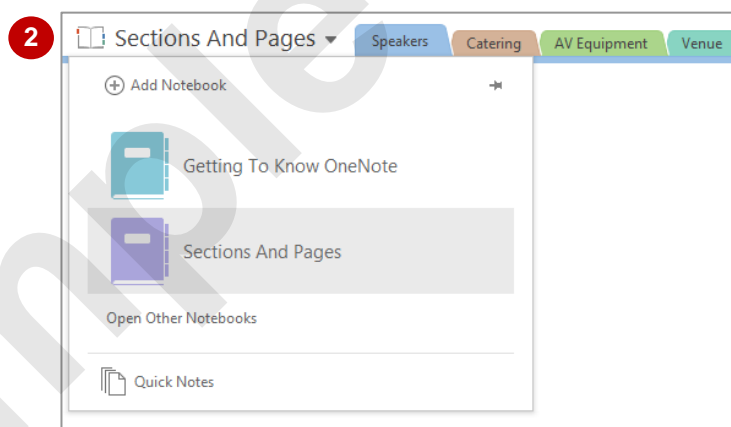 2
Sections And Pages
Speakers
Catering
AV Equipment
Venue
Add Notebook
Getting To Know OneNote
Sections And Pages
Open Other Notebooks
Quick Notes